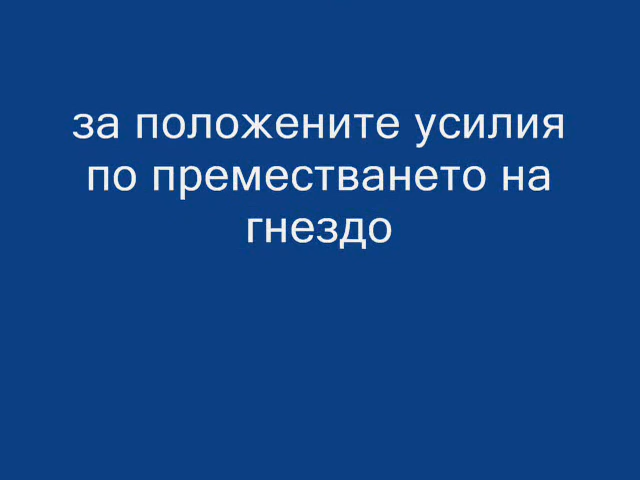 за положените усилия
по преместването на
гнездо